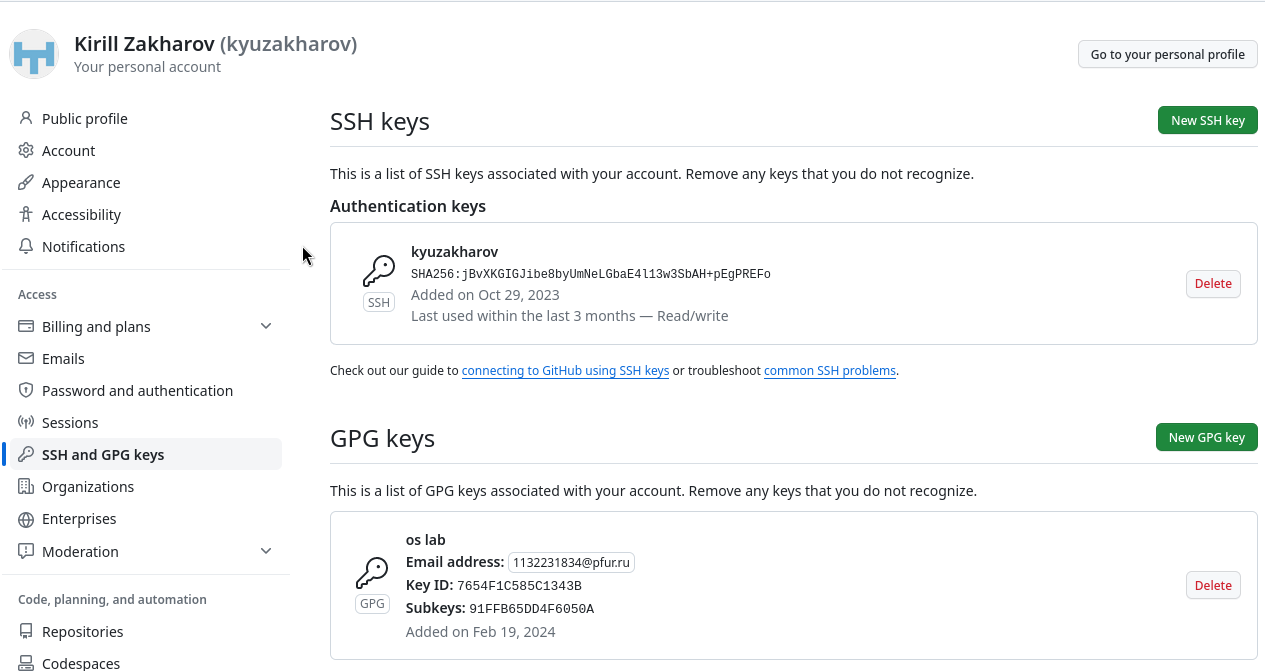 Kirill Zakharov (kyuzakharov)
Your personal account
Go to your personal profile
Public profile
Account
Appearance
Accessibility
Notifications
Access
Billing and plans
Emails
Password and authentication
Sessions
SSH and GPG keys
Organizations
Enterprises
Moderation
Code, planning, and automation
Repositories
Codespaces
SSH keys
New SSH key
This is a list of SSH keys associated with your account. Remove any keys that you do not recognize.
Authentication keys
kyuzakharov
SHA256:jBvXKGIGJibe8byUmNeLGbaE4l13w3SbAH+pEgPREFo
Added on Oct 29, 2023
Last used within the last 3 months — Read/write
SSH
Delete
Check out our guide to connecting to GitHub using SSH keys or troubleshoot common SSH problems.
GPG keys
New GPG key
This is a list of GPG keys associated with your account. Remove any keys that you do not recognize.
os lab
Email address: 1132231834@pfur.ru
Key ID: 7654F1C585C1343B
Subkeys: 91FFB65DD4F6050A
Added on Feb 19, 2024
GPG
Delete